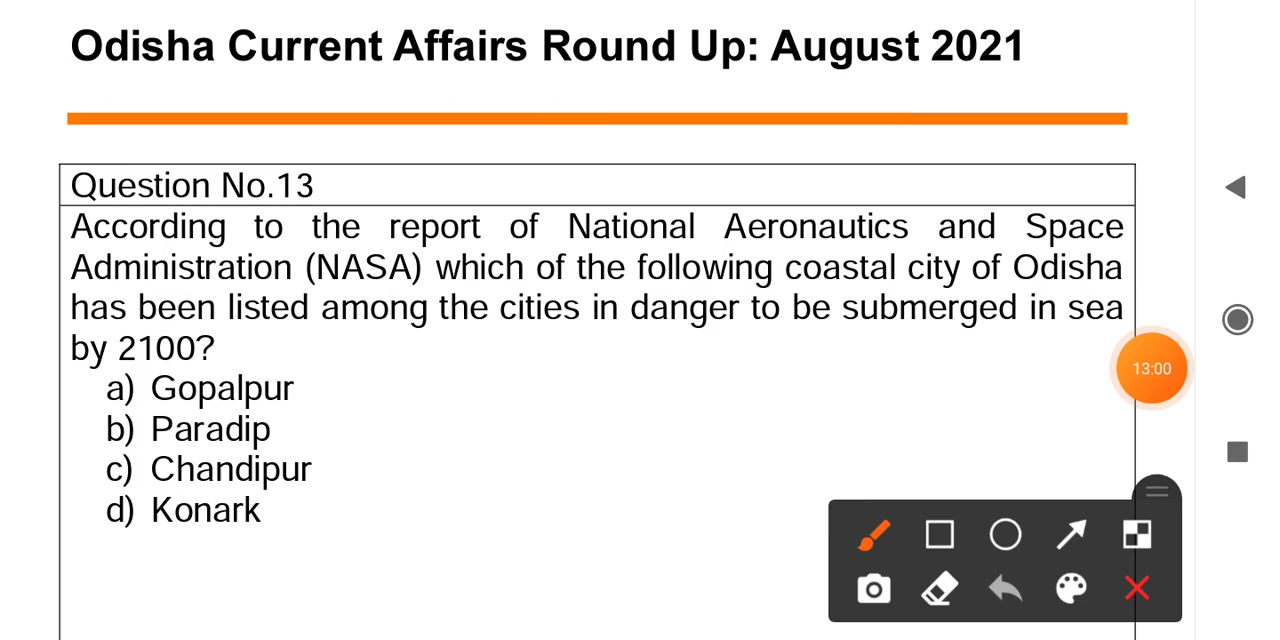 Odisha Current Affairs Round Up: August 2021
Question No.13
According to the report of National Aeronautics and Space
Administration (NASA) which of the following coastal city of Odisha
has been listed among the cities in danger to be submerged in sea
by 2100?
a) Gopalpur
b) Paradip
c) Chandipur
d) Konark
13:00